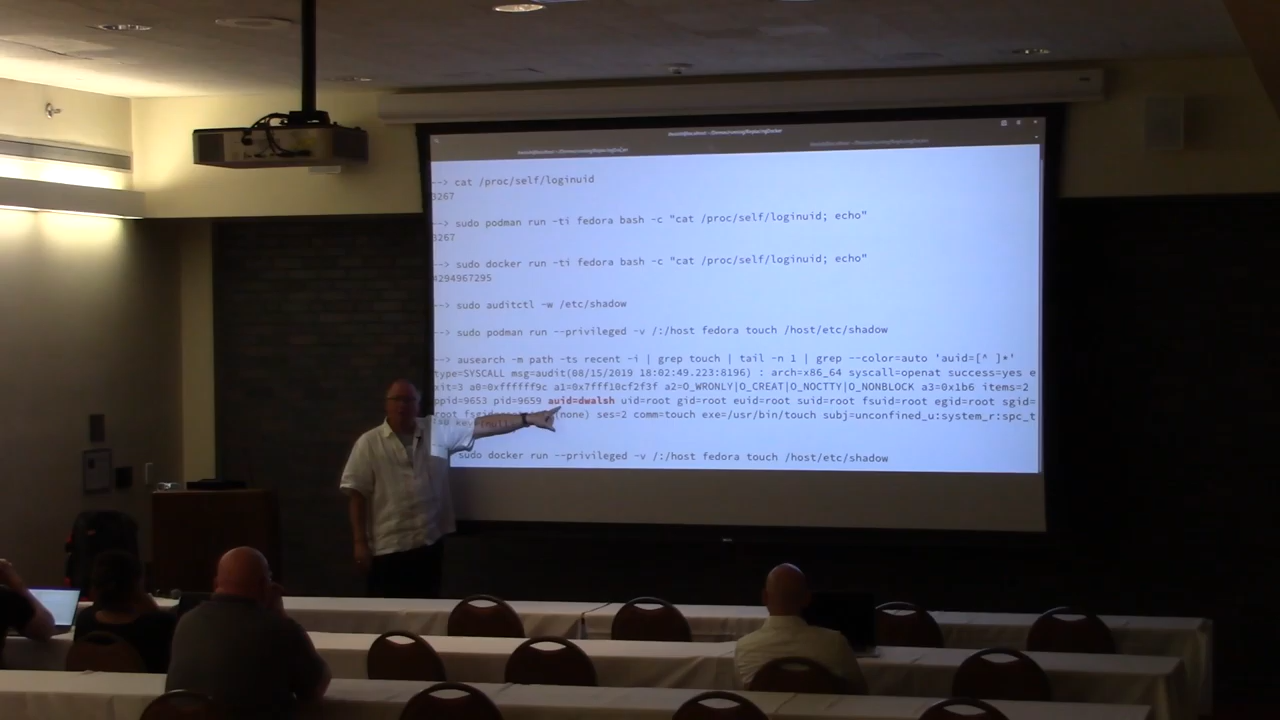 --> cat /proc/self/loginuid
3267
--> sudo podman run -ti fedora bash -c "cat /proc/self/loginuid; echo"
3267
--> sudo docker run -ti fedora bash -c "cat /proc/self/loginuid; echo"
4294967295
--> sudo auditctl -w /etc/shadow
--> sudo podman run --privileged -v /:/host fedora touch /host/etc/shadow
--> ausearch -m path -ts recent -i | grep touch | tail -n 1 | grep --color=auto 'auid=[^ ]*'
type=SYSCALL msg=audit(08/15/2019 18:02:49.223:8196) : arch=x86_64 syscall=openat success=yes e
xit=3 a0=0xffffff9c a1=0x7fff10cf2f3f a2=O_WRONLY|O_CREAT|O_NOCTTY|O_NONBLOCK a3=0x1b6 items=2
ppid=9653 pid=9659 auid=dwalsh uid=root gid=root euid=root suid=root fsuid=root egid=root sgid=
root (none) ses=2 comm=touch exe=/usr/bin/touch subj=unconfined_u:system_r:spc_t
sudo docker run --privileged -v /:/host fedora touch /host/etc/shadow